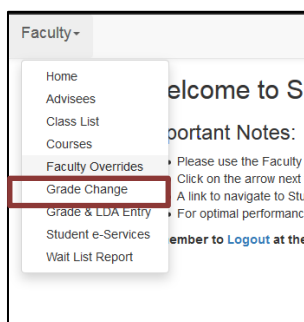 Faculty
Home
Advisees
Class List
Courses
Faculty Overrides
Grade Change
Grade & LDA Entry
Student e-Services
Wait List Report
elcome to S
portant Notes:
Please use the Faculty
Click on the arrow next
A link to navigate to Stu
For optimal performanc
ember to Logout at the